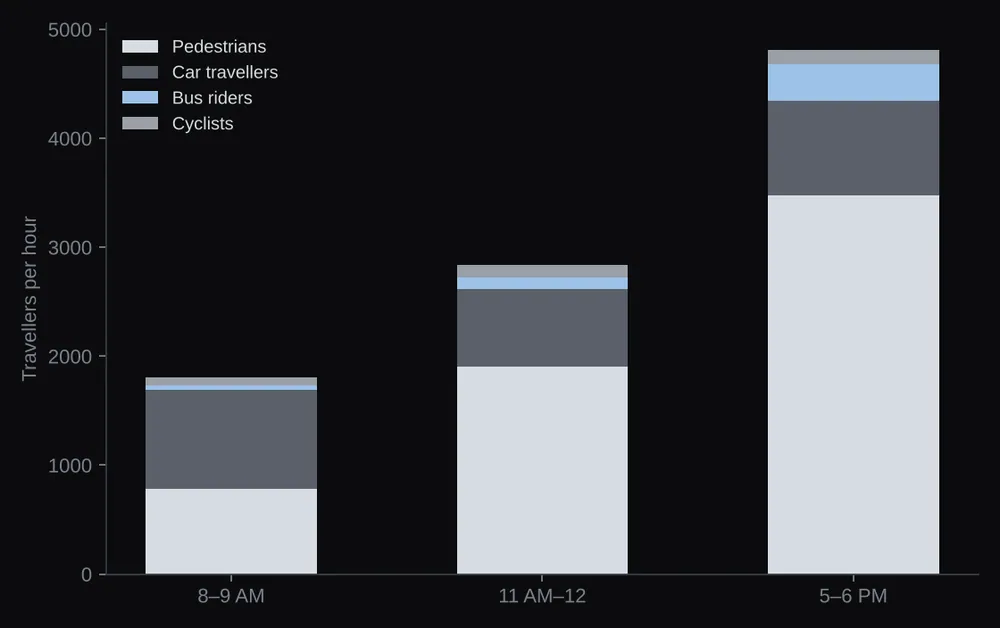 5000
4000
3000
2000
1000
0
Travellers per hour
Pedestrians
Car travellers
Bus riders
Cyclists
8–9 AM
11 AM–12
5–6 PM